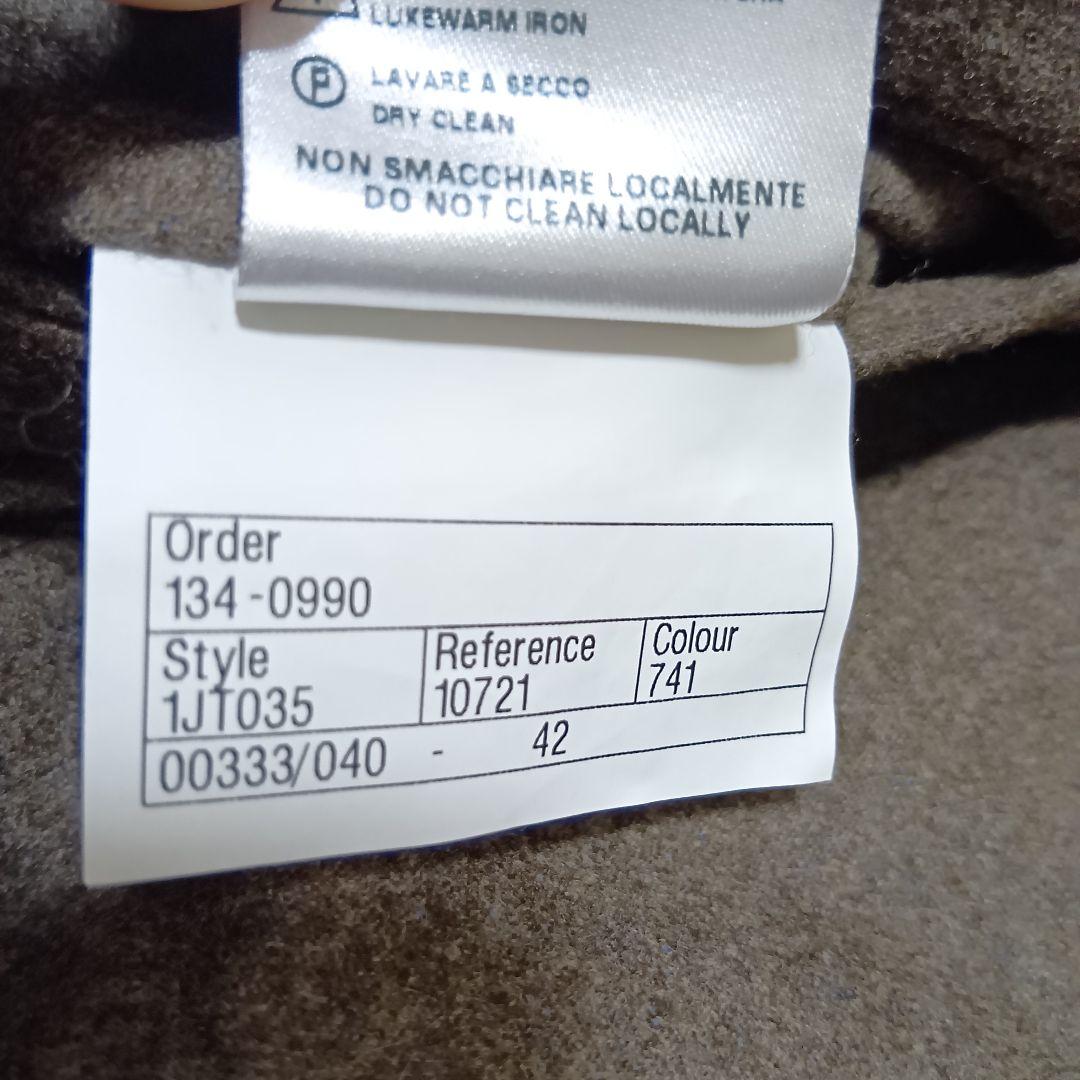 LUKEWARM IRON
P LAVARE A SECCO
DRY CLEAN
NON SMACCHIARE LOCALMENTE
DO NOT CLEAN LOCALLY
Order
134-0990
Style Reference Colour
1JT035 10721 741
00333/040 - 42